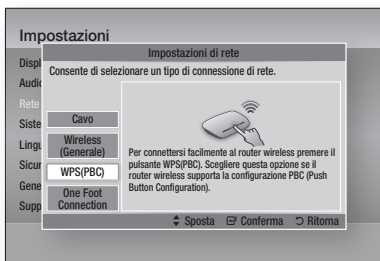 Impostazioni
Impostazioni di rete
Consente di selezionare un tipo di connessione di rete.
Displ
Audio
Rete
Siste
Lingu
Sicur
Gene
Supp
Cavo
Wireless
(Generale)
WPS(PBC)
One Foot
Connection
Per connettersi facilmente al router wireless premere il
pulsante WPS(PBC). Scegliere questa opzione se il
router wireless supporta la configurazione PBC (Push
Button Configuration).
Sposta Conferma Ritorna